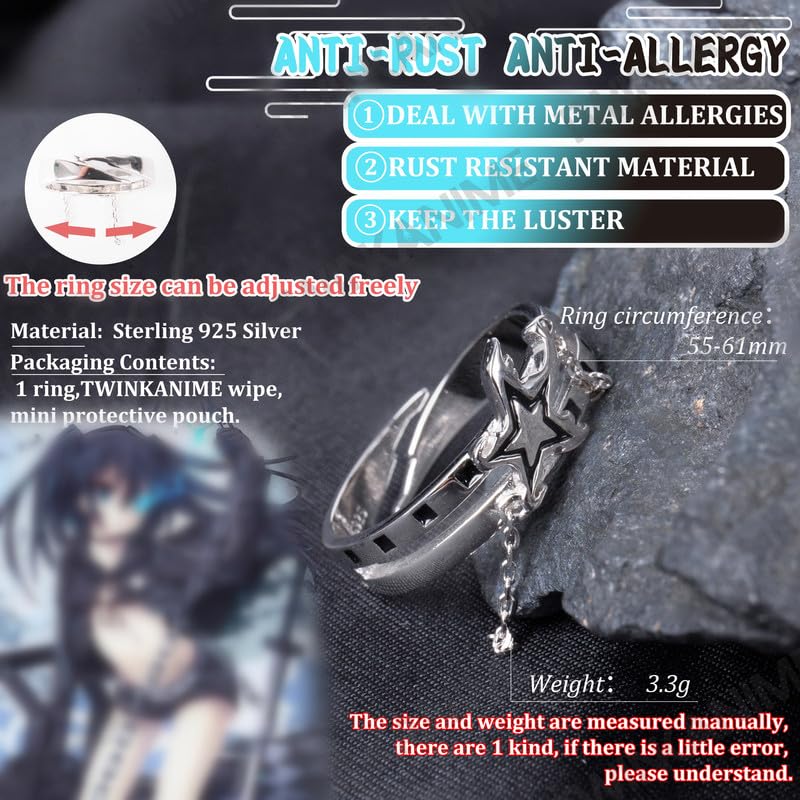 ANTI-RUST ANTI-ALLERGY
①DEAL WITH METAL ALLERGIES
②RUST RESISTANT MATERIAL
③KEEP THE LUSTER
The ring size can be adjusted freely
Material: Sterling 925 Silver
Packaging Contents:
1 ring,TWINKANIME wipe,
mini protective pouch.
Ring circumference:
55-61mm
Weight: 3.3g
The size and weight are measured manually,
there are 1 kind, if there is a little error,
please understand.